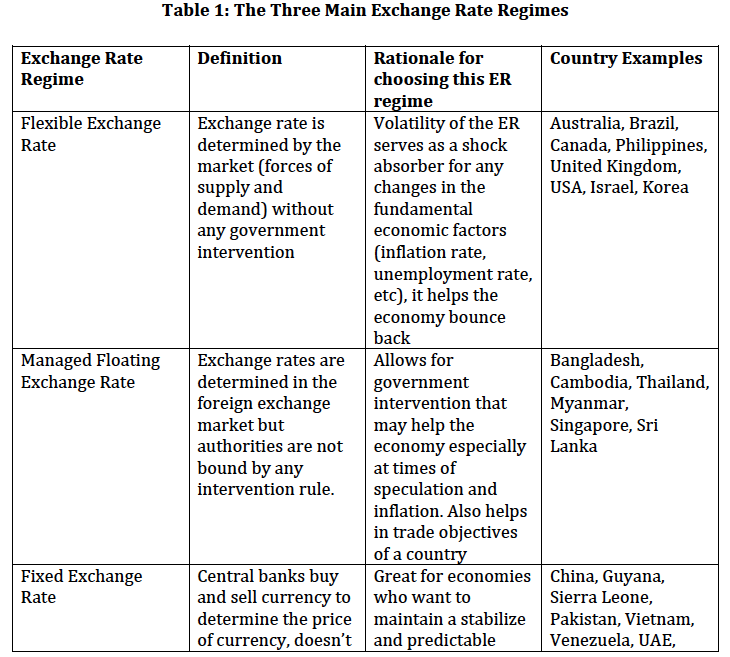 Table 1: The Three Main Exchange Rate Regimes
Exchange Rate
Regime
Definition
Rationale for
choosing this ER
regime
Country Examples
Flexible Exchange
Rate
Exchange rate is
determined by the
market (forces of
supply and
demand) without
any government
intervention
Volatility of the ER
serves as a shock
absorber for any
changes in the
fundamental
economic factors
(inflation rate,
unemployment rate,
etc), it helps the
economy bounce
back
Australia, Brazil,
Canada, Philippines,
United Kingdom,
USA, Israel, Korea
Managed Floating
Exchange Rate
Exchange rates are
determined in the
foreign exchange
market but
authorities are not
bound by any
intervention rule.
Allows for
government
intervention that
may help the
economy especially
at times of
speculation and
inflation. Also helps
in trade objectives
of a country
Bangladesh,
Cambodia, Thailand,
Myanmar,
Singapore, Sri
Lanka
Fixed Exchange
Rate
Central banks buy
and sell currency to
determine the price
of currency, doesn’t
Great for economies
who want to
maintain a stabilize
and predictable
China, Guyana,
Sierra Leone,
Pakistan, Vietnam,
Venezuela, UAE,